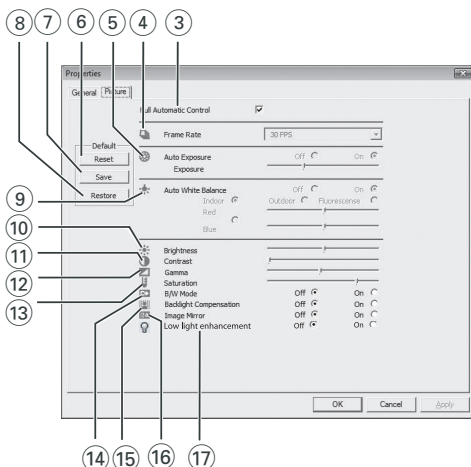 8 7 6 5 4 3
Properties
General Picture
Full Automatic Control
Frame Rate 30 FPS
Default
Reset
Save
Restore
Auto Exposure Off On
Exposure
9
Auto White Balance Off On
Indoor Outdoor Fluorescense
Red
Blue
10
Brightness
11
Contrast
12
Gamma
13
Saturation
B/W Mode Off On
Backlight Compensation Off On
Image Mirror Off On
Low light enhancement Off On
OK Cancel Apply
14 15 16 17